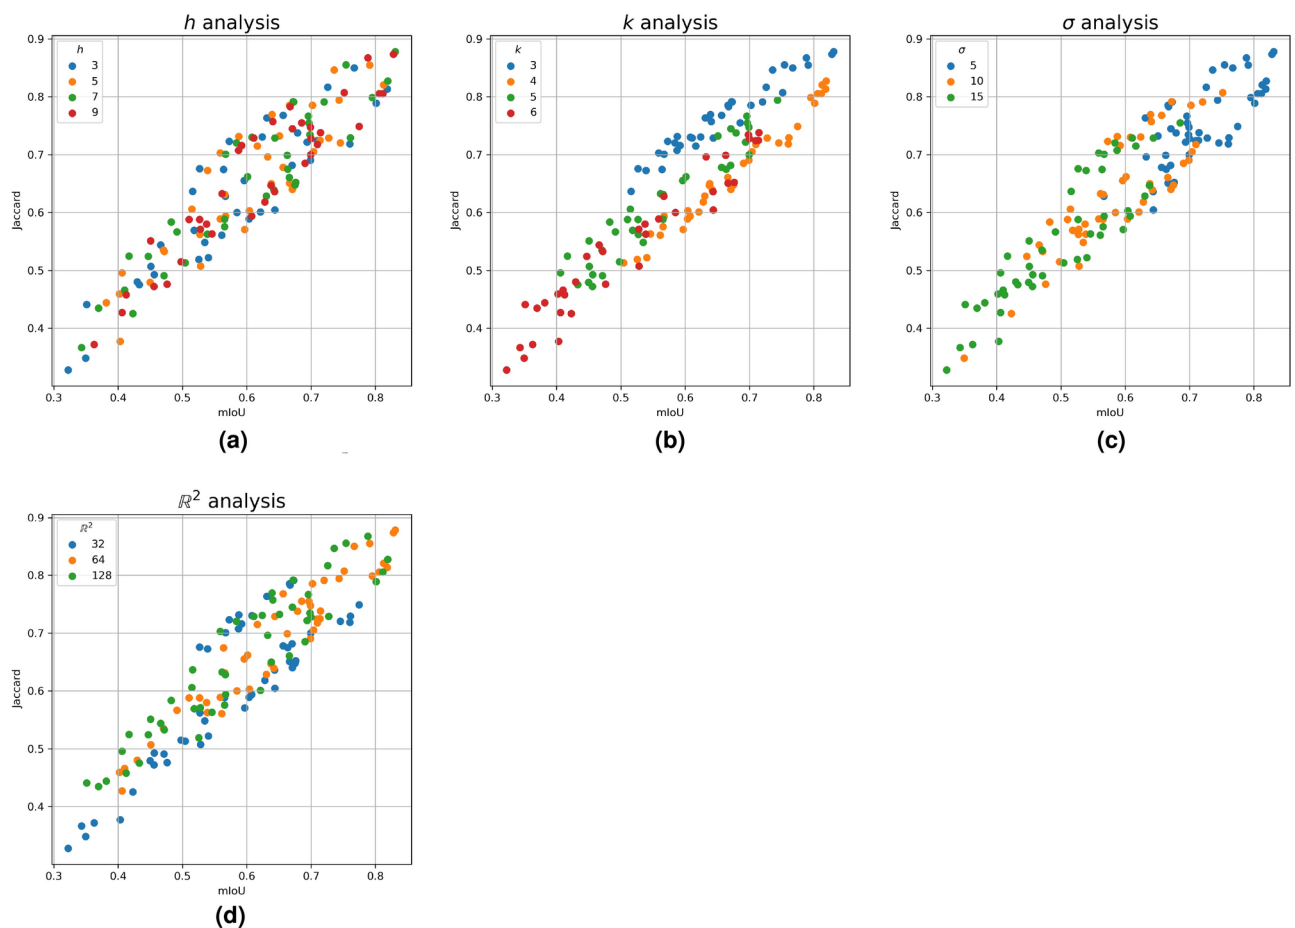 h analysis
k analysis
σ analysis
0.9
0.8
0.7
0.6
0.5
0.4
Jaccard
h
3
5
7
9
0.3 0.4 0.5 0.6 0.7 0.8
mIoU
(a)
0.9
0.8
0.7
0.6
0.5
0.4
Jaccard
k
3
4
5
6
0.3 0.4 0.5 0.6 0.7 0.8
mIoU
(b)
0.9
0.8
0.7
0.6
0.5
0.4
Jaccard
σ
5
10
15
0.3 0.4 0.5 0.6 0.7 0.8
mIoU
(c)
ℝ² analysis
0.9
0.8
0.7
0.6
0.5
0.4
Jaccard
ℝ²
32
64
128
0.3 0.4 0.5 0.6 0.7 0.8
mIoU
(d)